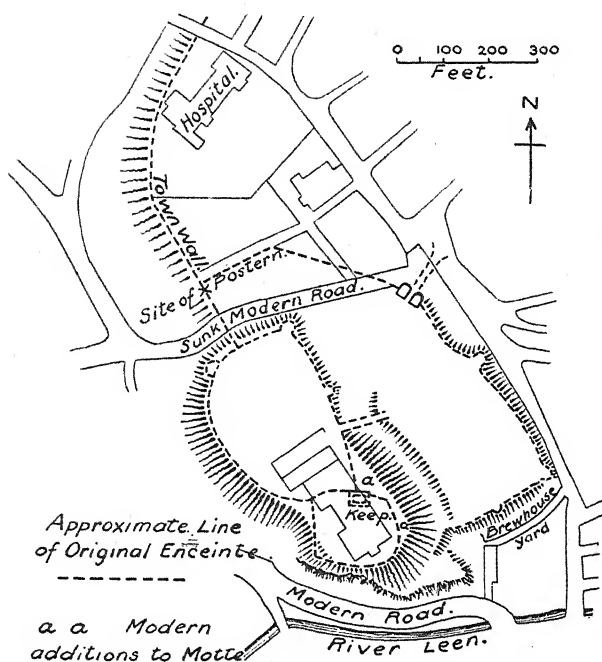 0 100 200 300
Feet.
N
Hospital.
Town Wall.
Site of Postern.
Sunk Modern Road.
a
Keep.
a
Brewhouse
yard
Approximate Line
of Original Enceinte.
a a Modern
additions to Motte
Modern Road.
River Leen.